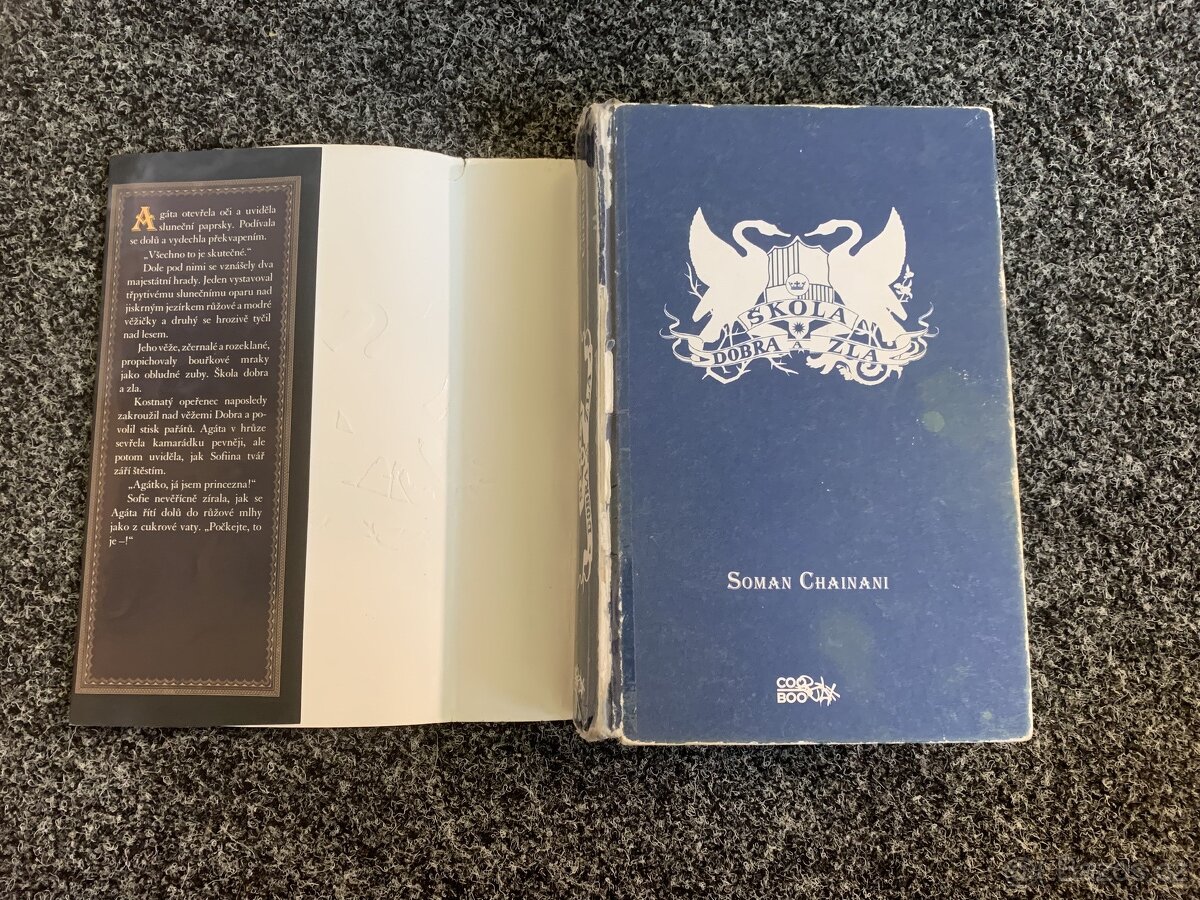 Agáta otevřela oči a uviděla
sluneční paprsky. Podívala
se dolů a vydechla překvapením.
„Všechno to je skutečné.“
Dole pod nimi se vznášely dva
majestátní hrady. Jeden vystavoval
třpytivému slunečnímu oparu nad
jiskrným jezírkem růžové a modré
věžičky a druhý se hrozivě tyčil
nad lesem.
Jeho věže, zčernalé a rozeklané,
propichovaly bouřkové mraky
jako obludné zuby. Škola dobra
a zla.
Kostnatý opeřenec naposledy
zakroužil nad věžemi Dobra a po-
volil stisk pařátů. Agáta v hrůze
sevřela kamarádku pevněji, ale
potom uviděla, jak Sofiina tvář
září štěstím.
„Agátko, já jsem princezna!“
Sofie nevěřícně zírala, jak se
Agáta řítí dolů do růžové mlhy
jako z cukrové vaty. „Počkejte, to
je –!“
ŠKOLA
DOBRA A ZLA
SOMAN CHAINANI
COO
BOO